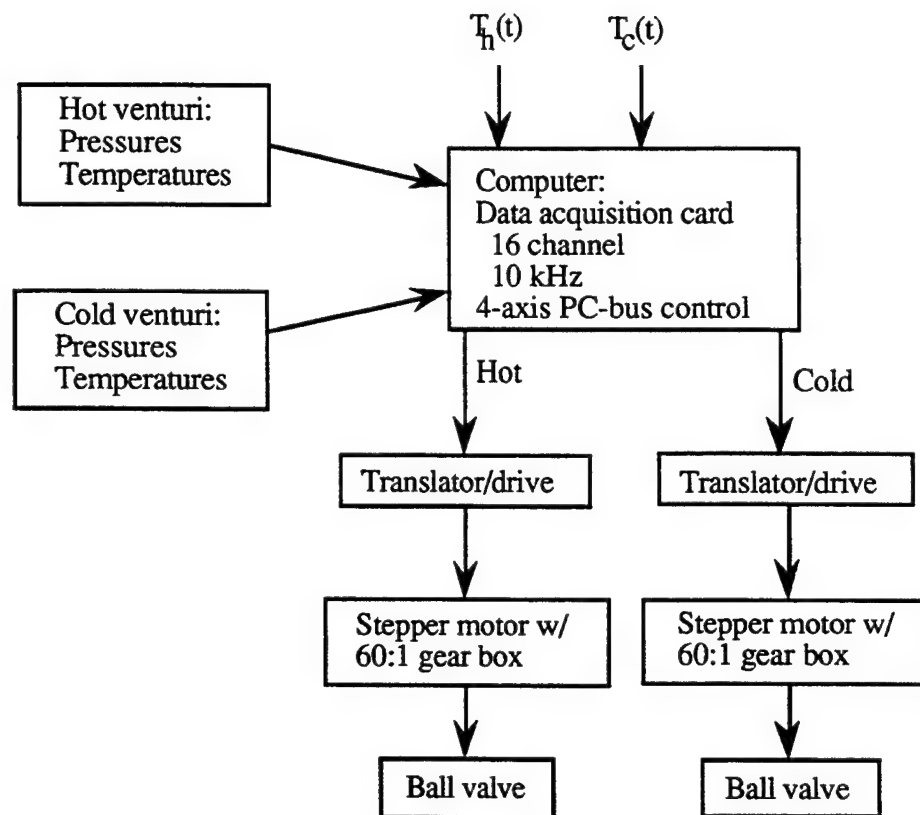 T_h(t)
T_c(t)
Hot venturi:
Pressures
Temperatures
Computer:
Data acquisition card
16 channel
10 kHz
4-axis PC-bus control
Cold venturi:
Pressures
Temperatures
Hot
Cold
Translator/drive
Translator/drive
Stepper motor w/
60:1 gear box
Stepper motor w/
60:1 gear box
Ball valve
Ball valve